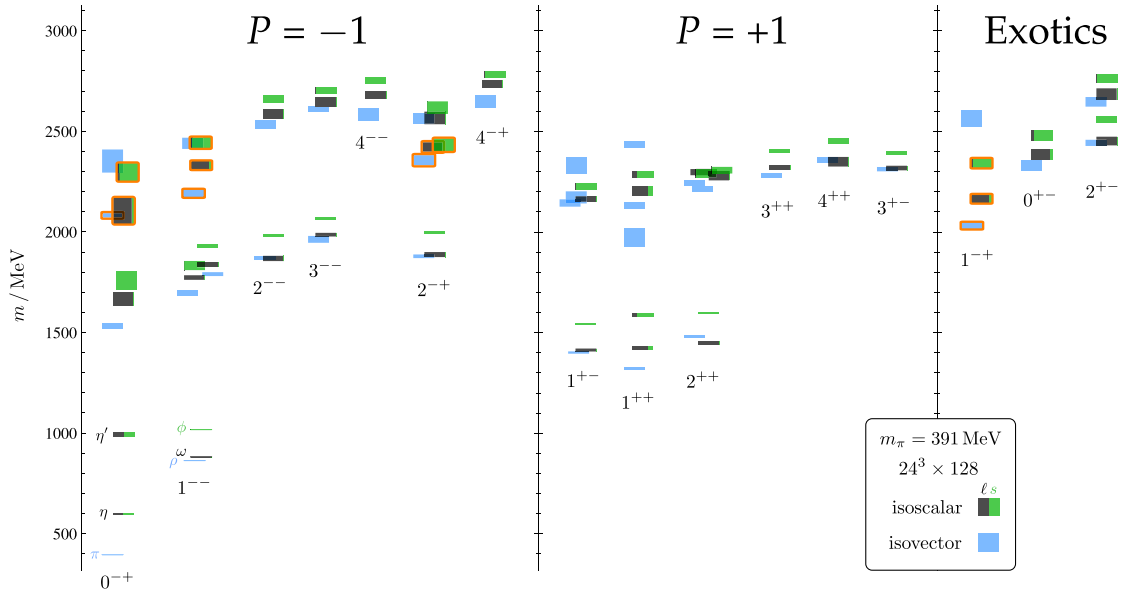 P = −1
P = +1
Exotics
m / MeV
3000
2500
2000
1500
1000
500
4^{−−}
4^{−+}
3^{−−}
2^{−−}
2^{−+}
η′
ϕ
ω
ρ
1^{−−}
η
π
0^{−+}
3^{++}
4^{++}
3^{+−}
1^{+−}
1^{++}
2^{++}
0^{+−}
2^{+−}
1^{−+}
m_π = 391 MeV
24³ × 128
ℓ s
isoscalar
isovector